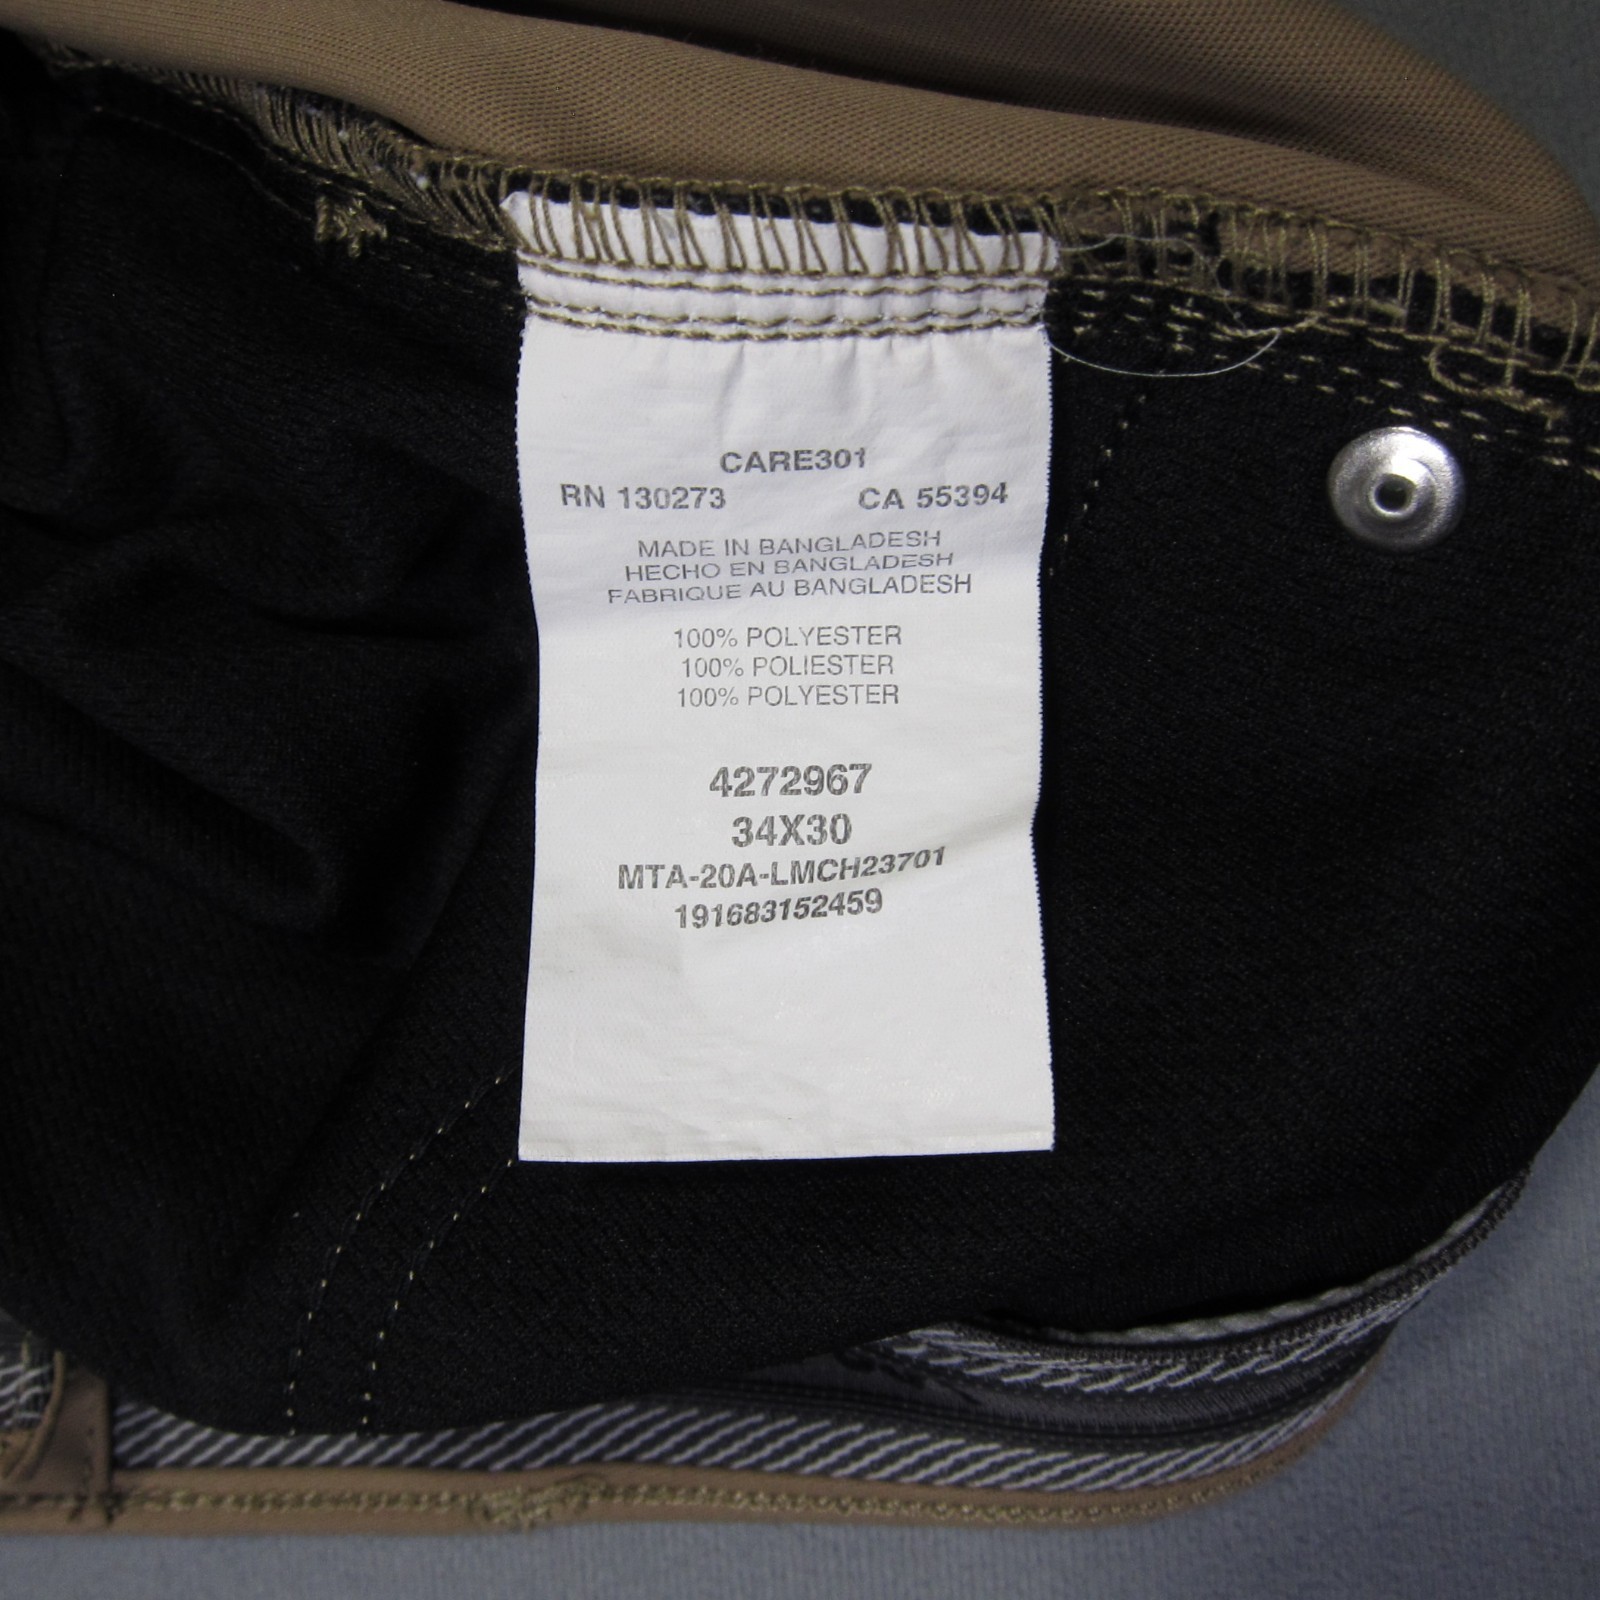 CARE301
RN 130273 CA 55394
MADE IN BANGLADESH
HECHO EN BANGLADESH
FABRIQUE AU BANGLADESH
100% POLYESTER
100% POLIESTER
100% POLYESTER
4272967
34X30
MTA-20A-LMCH23701
191683152459